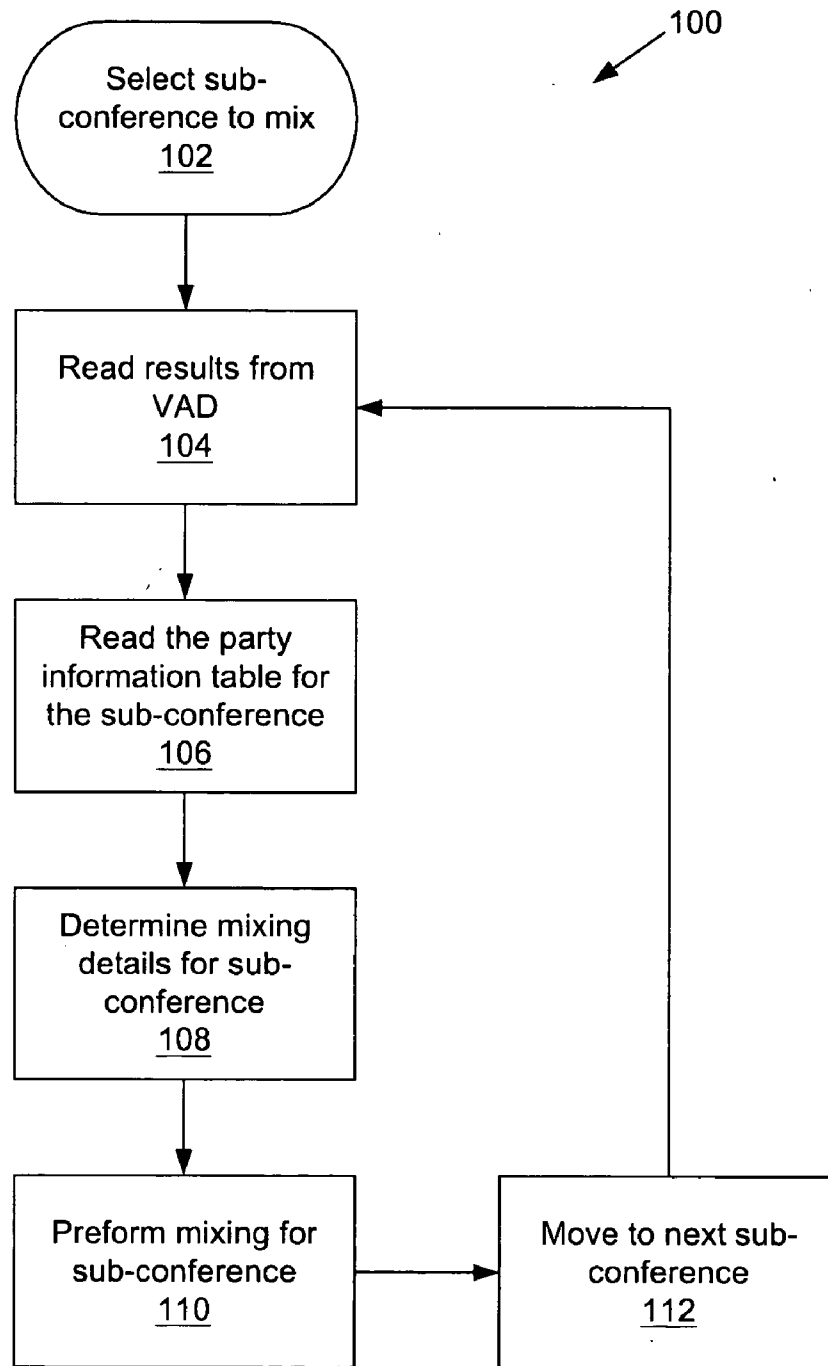 100
Select sub-
conference to mix
102
Read results from
VAD
104
Read the party
information table for
the sub-conference
106
Determine mixing
details for sub-
conference
108
Preform mixing for
sub-conference
110
Move to next sub-
conference
112